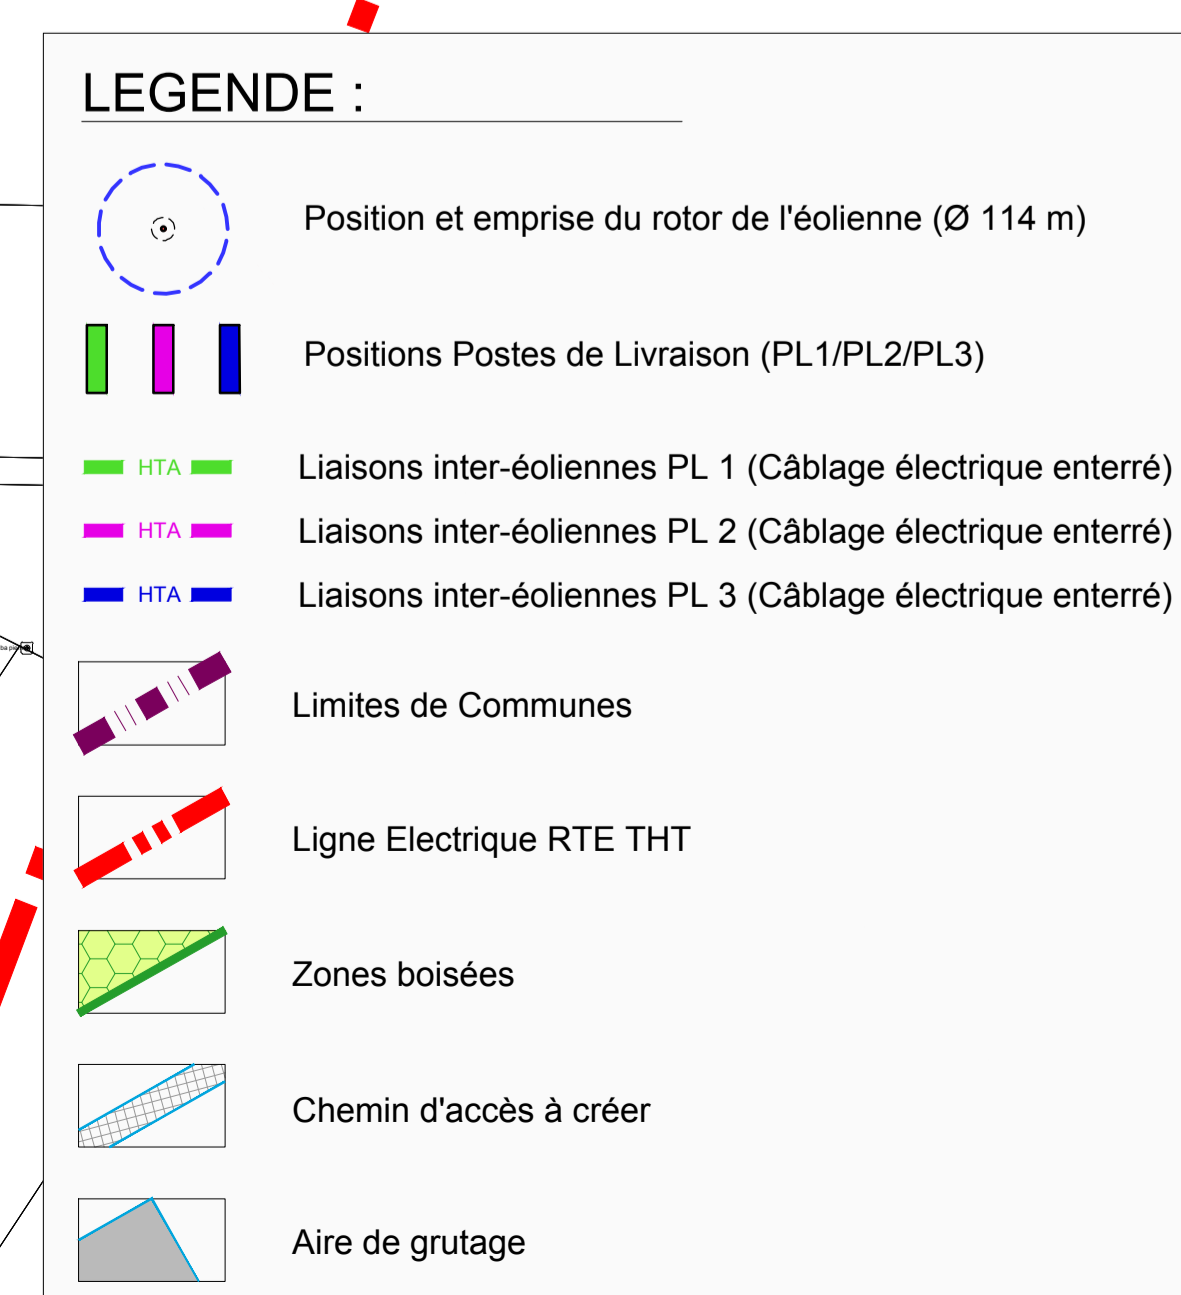 LEGENDE :
Position et emprise du rotor de l'éolienne (Ø 114 m)
Positions Postes de Livraison (PL1/PL2/PL3)
HTA Liaisons inter-éoliennes PL 1 (Câblage électrique enterré)
HTA Liaisons inter-éoliennes PL 2 (Câblage électrique enterré)
HTA Liaisons inter-éoliennes PL 3 (Câblage électrique enterré)
Limites de Communes
Ligne Electrique RTE THT
Zones boisées
Chemin d'accès à créer
Aire de grutage